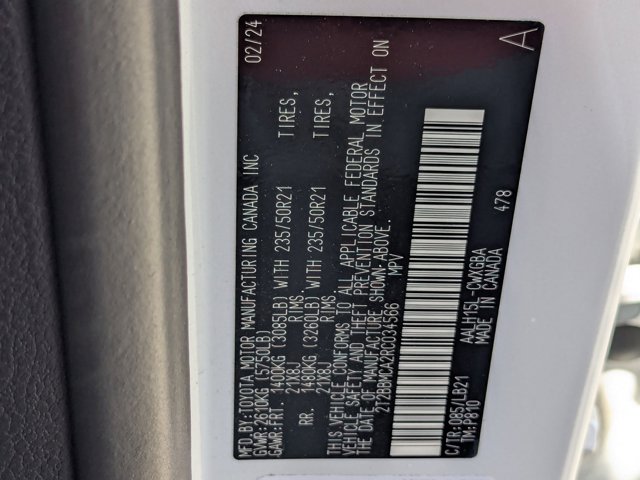 MFD.BY:TOYOTA MOTOR MANUFACTURING CANADA INC 02/24
GVWR:2610KG (5750LB)
GAWR:FRT. 1400KG (3085LB) WITH 235/50R21 TIRES,
21X8J RIMS
RR. 1480KG (3260LB) WITH 235/50R21 TIRES,
21X8J RIMS
THIS VEHICLE CONFORMS TO ALL APPLICABLE FEDERAL MOTOR
VEHICLE SAFETY AND THEFT PREVENTION STANDARDS IN EFFECT ON
THE DATE OF MANUFACTURE SHOWN ABOVE.
2T2BBMCA2RC034566 MPV
C/TR:085/LB21 AALH15L-CWXGBA
TM:P810 MADE IN CANADA 478
A